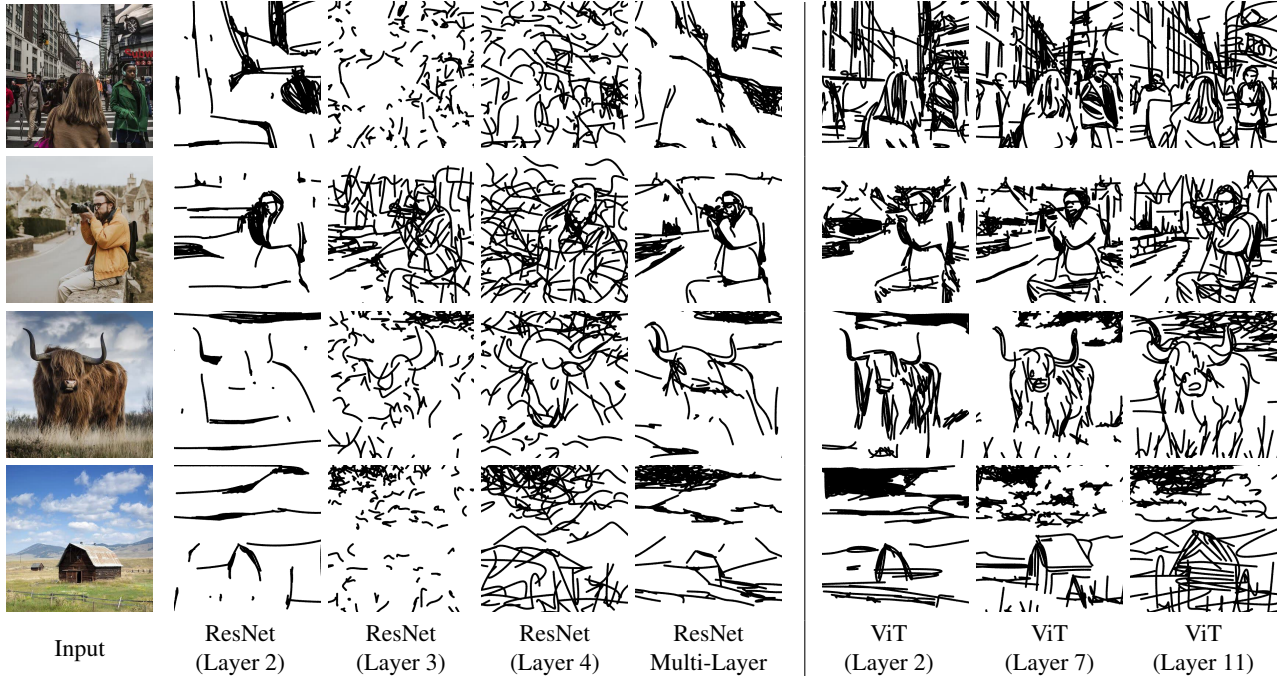 Input
ResNet
(Layer 2)
ResNet
(Layer 3)
ResNet
(Layer 4)
ResNet
Multi-Layer
ViT
(Layer 2)
ViT
(Layer 7)
ViT
(Layer 11)